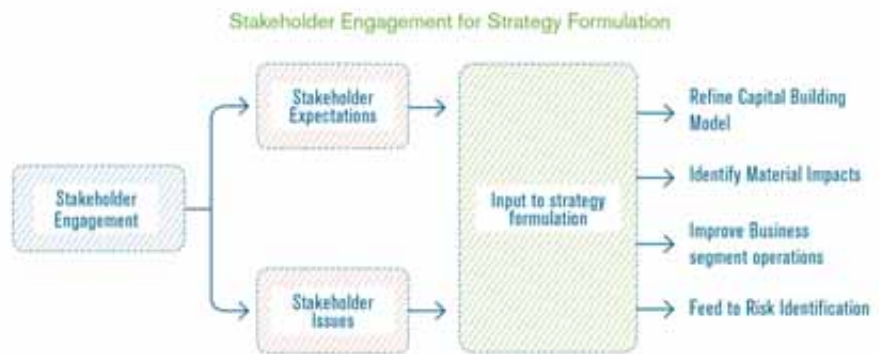 Stakeholder Engagement for Strategy Formulation
Stakeholder
Engagement
Stakeholder
Expectations
Stakeholder
Issues
Input to strategy
formulation
Refine Capital Building
Model
Identify Material Impacts
Improve Business
segment operations
Feed to Risk Identification